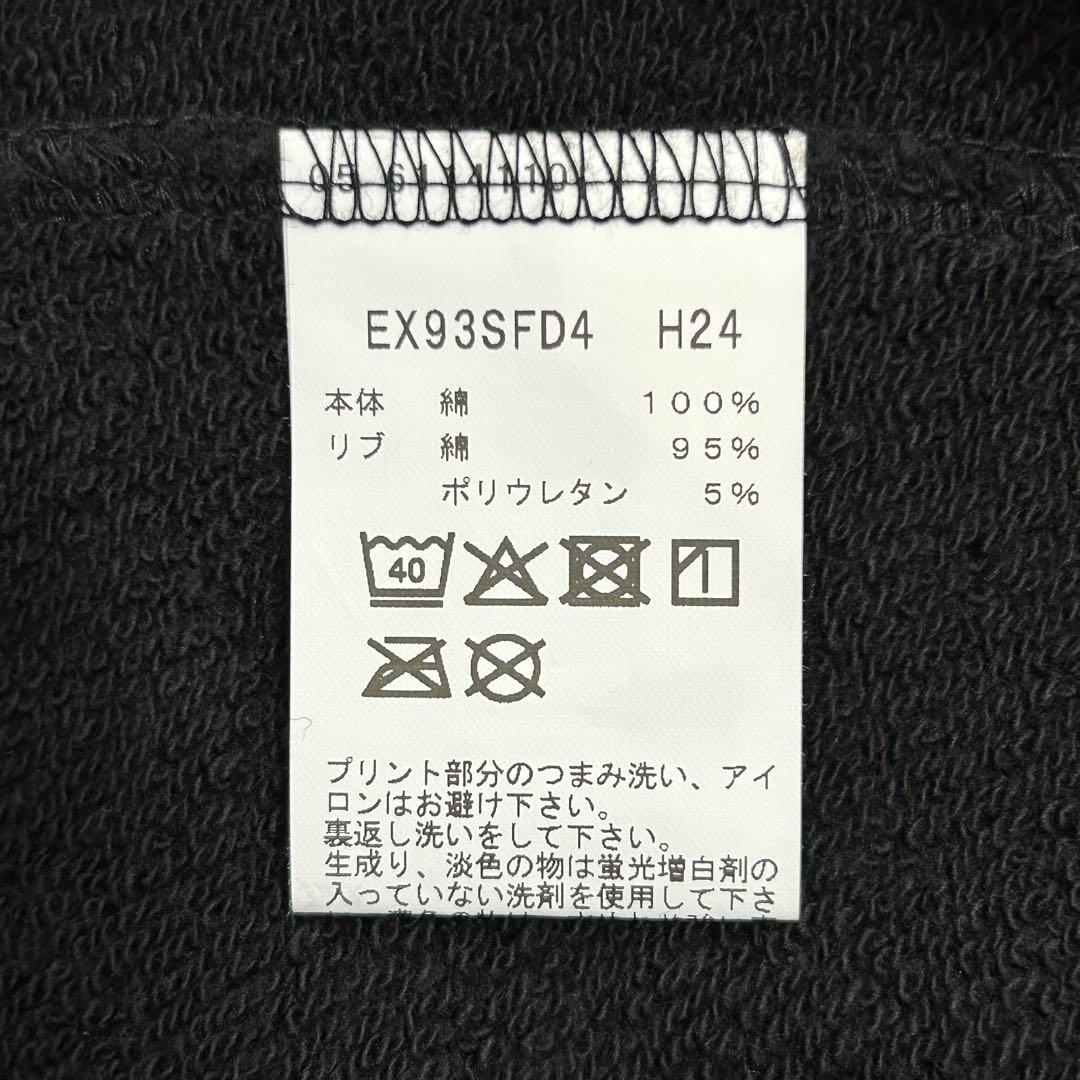 EX93SFD4 H24
本体 綿 100%
リブ 綿 95%
ポリウレタン 5%
40
プリント部分のつまみ洗い、アイ
ロンはお避け下さい。
裏返し洗いをして下さい。
生成り、淡色の物は蛍光増白剤の
入っていない洗剤を使用して下さ